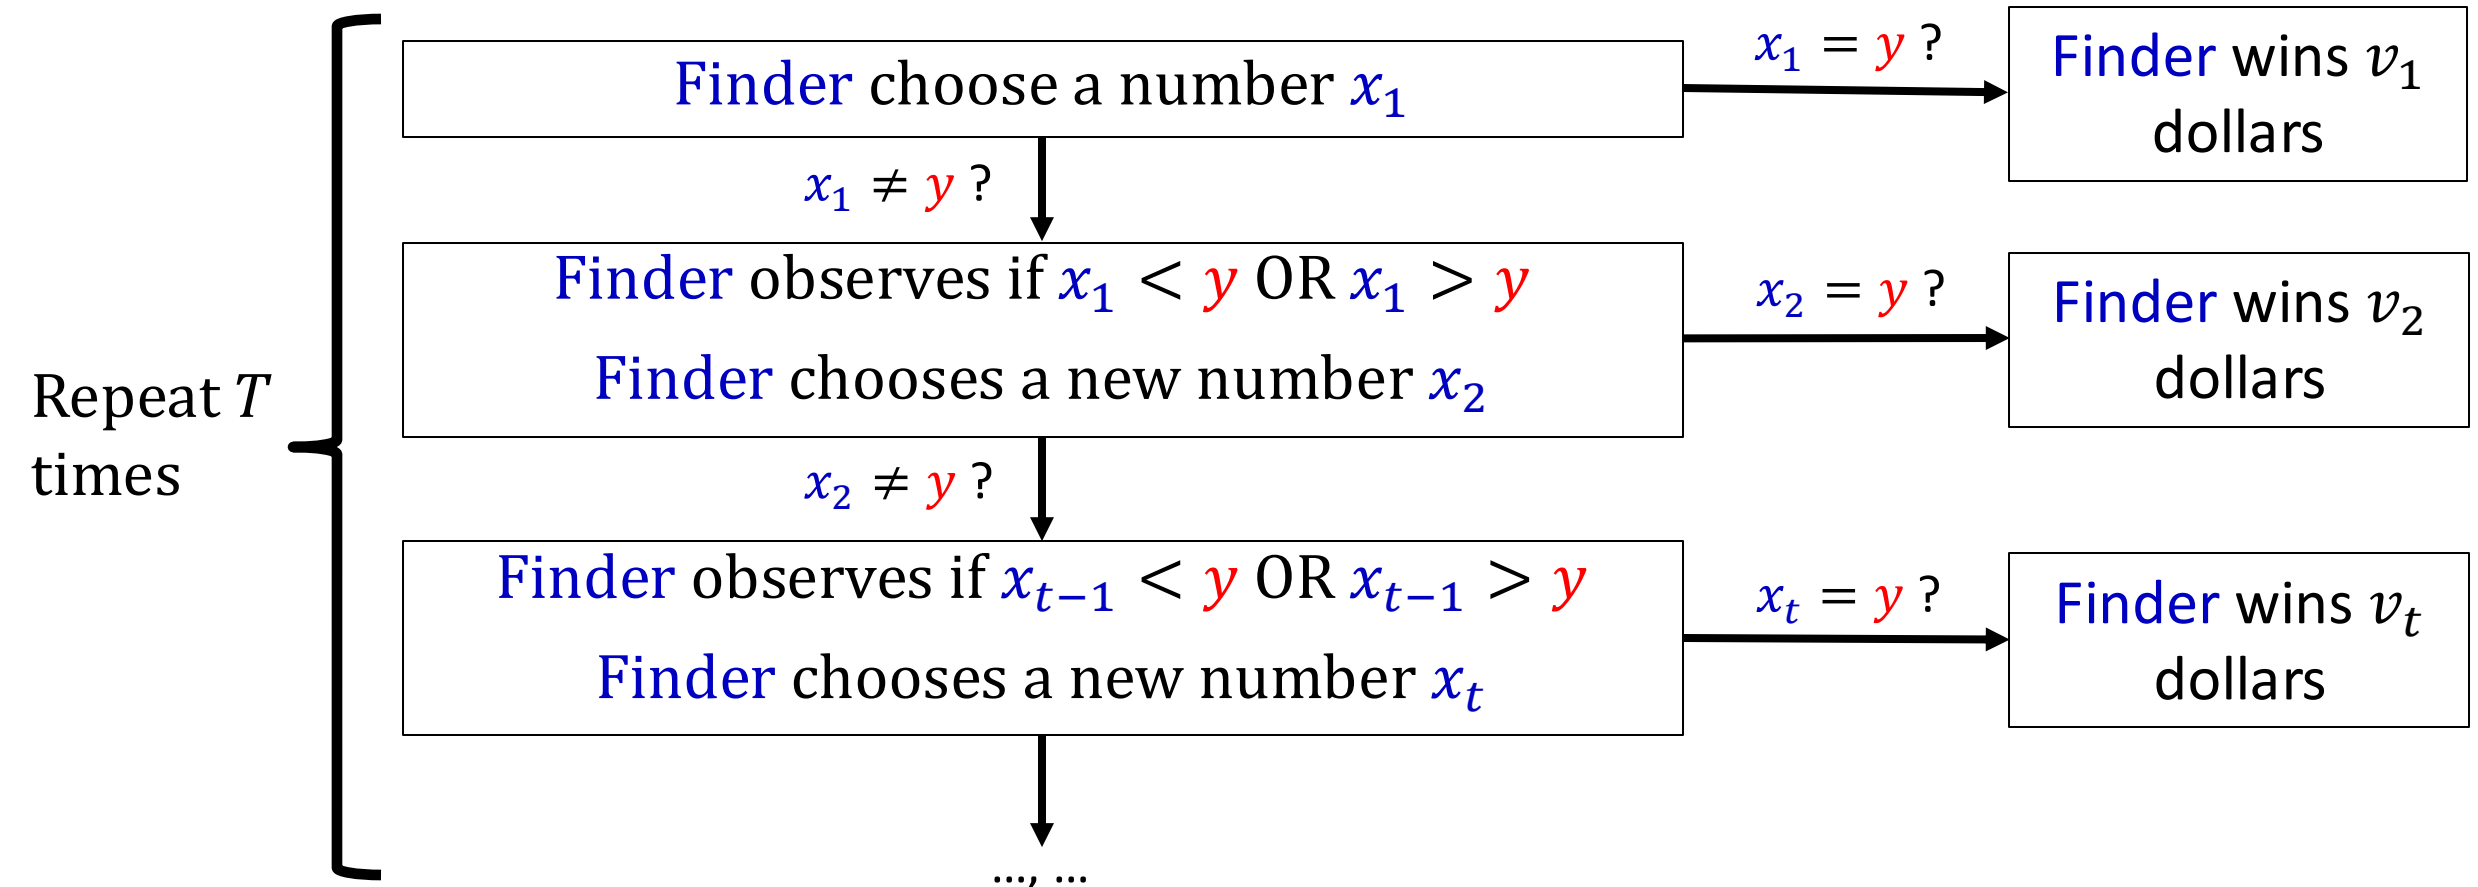 Finder choose a number x₁
x₁ = y ?
Finder wins v₁
dollars
x₁ ≠ y ?
Finder observes if x₁ < y OR x₁ > y
Finder chooses a new number x₂
x₂ = y ?
Finder wins v₂
dollars
Repeat T
times
x₂ ≠ y ?
Finder observes if xₜ₋₁ < y OR xₜ₋₁ > y
Finder chooses a new number xₜ
xₜ = y ?
Finder wins vₜ
dollars
…, …